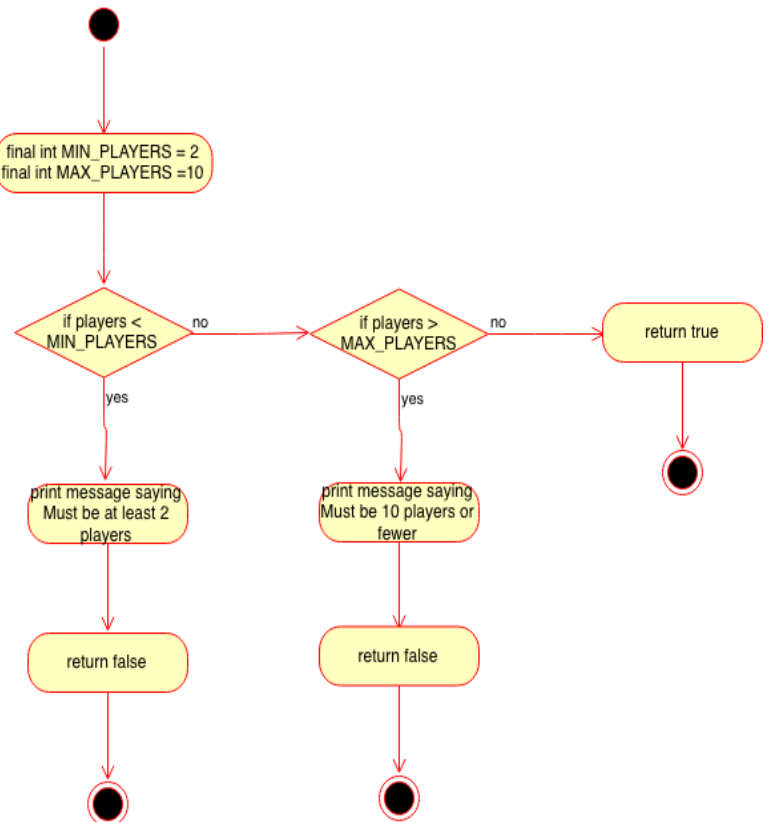 final int MIN_PLAYERS = 2
final int MAX_PLAYERS =10
if players <
MIN_PLAYERS
no
if players >
MAX_PLAYERS
no
return true
yes
yes
print message saying
Must be at least 2
players
print message saying
Must be 10 players or
fewer
return false
return false